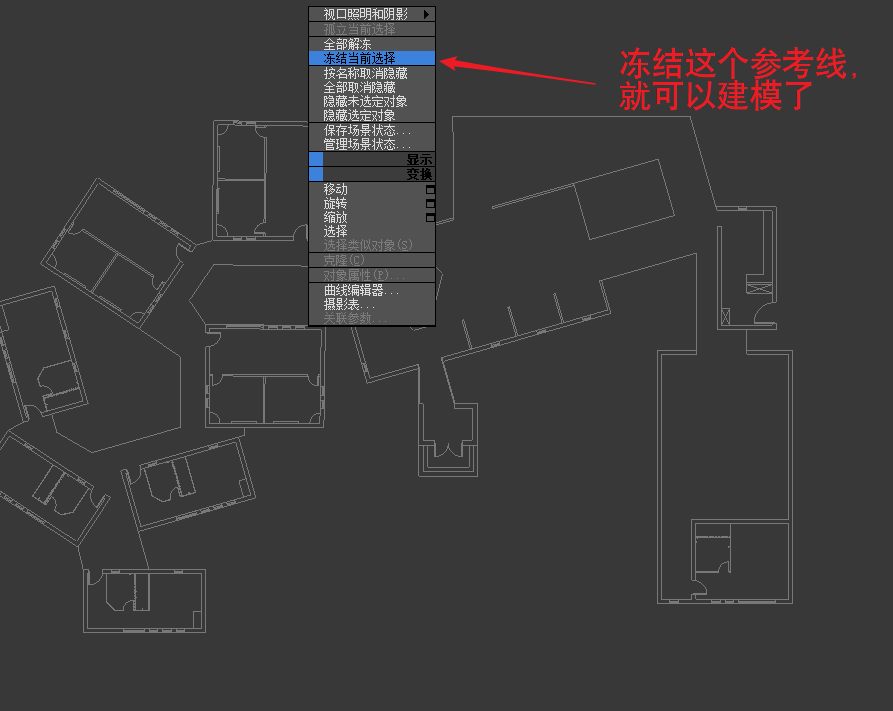 视口照明和阴影
孤立当前选择
全部解冻
冻结当前选择
按名称取消隐藏
全部取消隐藏
隐藏未选定对象
隐藏选定对象
保存场景状态...
管理场景状态...
显示
变换
移动
旋转
缩放
选择
选择类似对象(S)
克隆(C)
对象属性(P)...
曲线编辑器...
摄影表...
关联参数...
冻结这个参考线，
就可以建模了